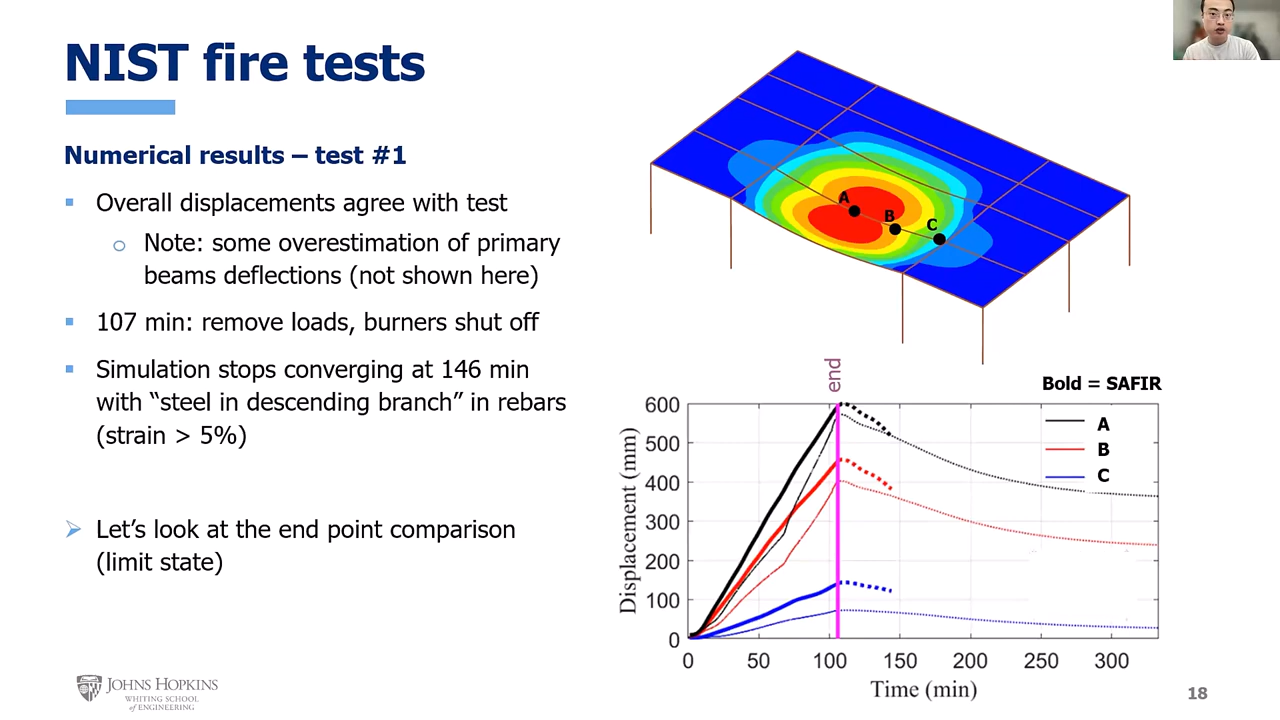 NIST fire tests
Numerical results – test #1
Overall displacements agree with test
Note: some overestimation of primary
beams deflections (not shown here)
107 min: remove loads, burners shut off
Simulation stops converging at 146 min
with “steel in descending branch” in rebars
(strain > 5%)
Let’s look at the end point comparison
(limit state)
A
B
C
end
Bold = SAFIR
A
B
C
Displacement (mm)
600
500
400
300
200
100
0
0 50 100 150 200 250 300
Time (min)
JOHNS HOPKINS
WHITING SCHOOL
of ENGINEERING
18